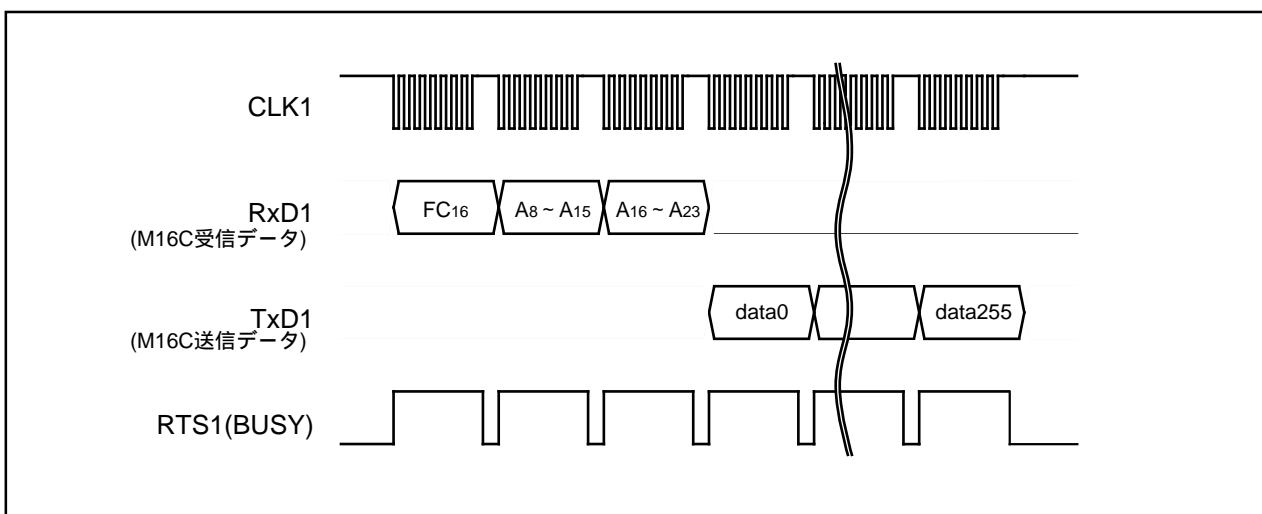 CLK1
RxD1
(M16C受信データ)
FC16
A8 ~ A15
A16 ~ A23
TxD1
(M16C送信データ)
data0
data255
RTS1(BUSY)